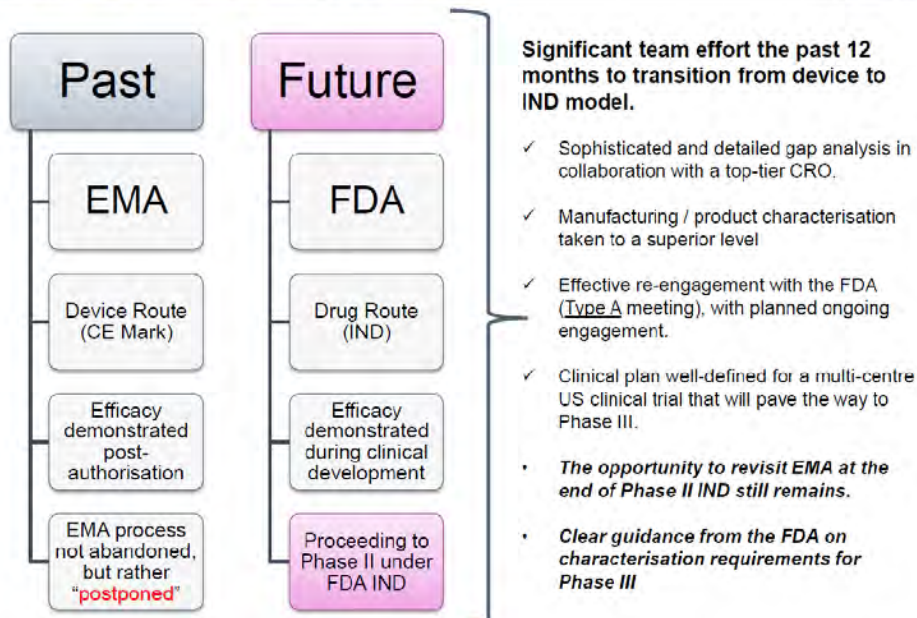 Past
EMA
Device Route
(CE Mark)
Efficacy
demonstrated
post-
authorisation
EMA process
not abandoned,
but rather
“postponed”
Future
FDA
Drug Route
(IND)
Efficacy
demonstrated
during clinical
development
Proceeding to
Phase II under
FDA IND
Significant team effort the past 12
months to transition from device to
IND model.
✓ Sophisticated and detailed gap analysis in
collaboration with a top-tier CRO.
✓ Manufacturing / product characterisation
taken to a superior level
✓ Effective re-engagement with the FDA
(Type A meeting), with planned ongoing
engagement.
✓ Clinical plan well-defined for a multi-centre
US clinical trial that will pave the way to
Phase III.
• The opportunity to revisit EMA at the
end of Phase II IND still remains.
• Clear guidance from the FDA on
characterisation requirements for
Phase III